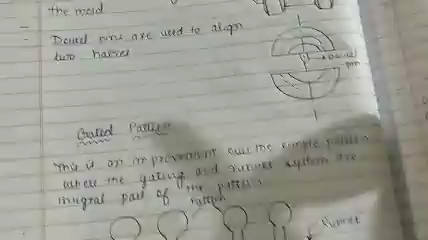 the mold
Dowel pins are used to align
two halves
Dowel
pin
Gated Pattern
This is an improvement over the simple pattern
where the gating and runner system are
integral part of the pattern
Runner